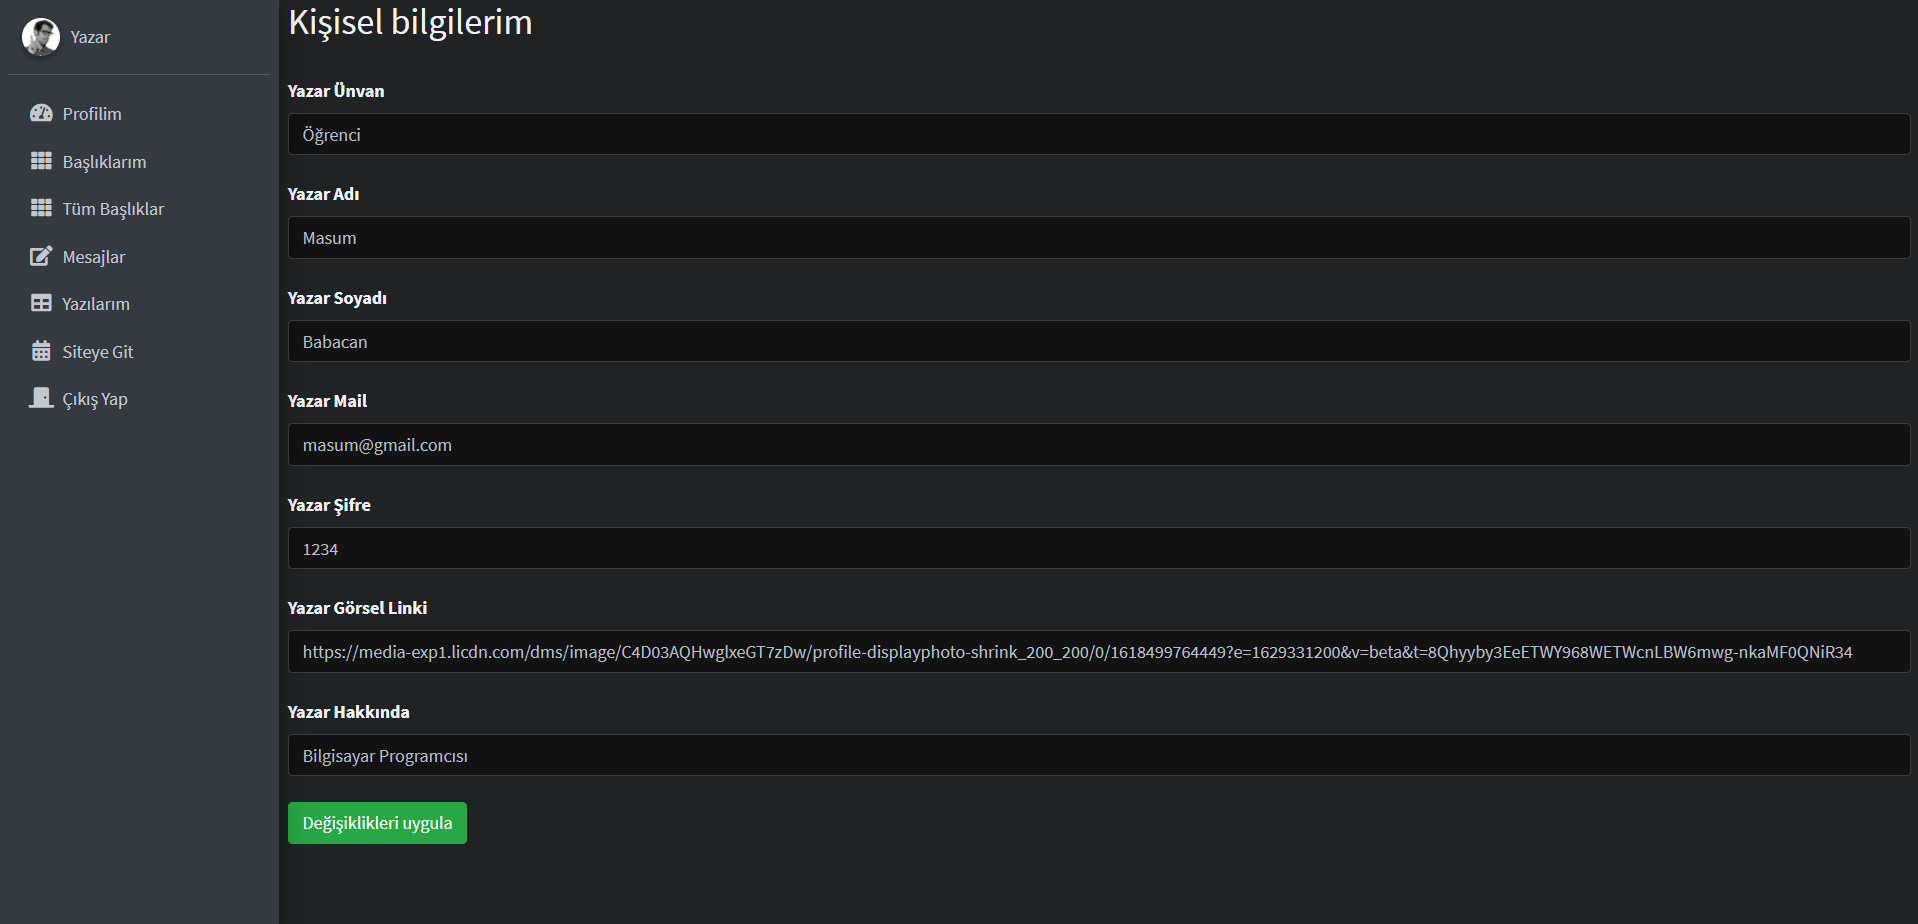 Yazar
Profilim
Başlıklarım
Tüm Başlıklar
Mesajlar
Yazılarım
Siteye Git
Çıkış Yap
Kişisel bilgilerim
Yazar Ünvan
Öğrenci
Yazar Adı
Masum
Yazar Soyadı
Babacan
Yazar Mail
masum@gmail.com
Yazar Şifre
1234
Yazar Görsel Linki
https://media-exp1.licdn.com/dms/image/C4D03AQHwglxeGT7zDw/profile-displayphoto-shrink_200_200/0/1618499764449?e=1629331200&v=beta&t=8Qhyyby3EeETWY968WETWcnLBW6mwg-nkaMF0QNiR34
Yazar Hakkında
Bilgisayar Programcısı
Değişiklikleri uygula